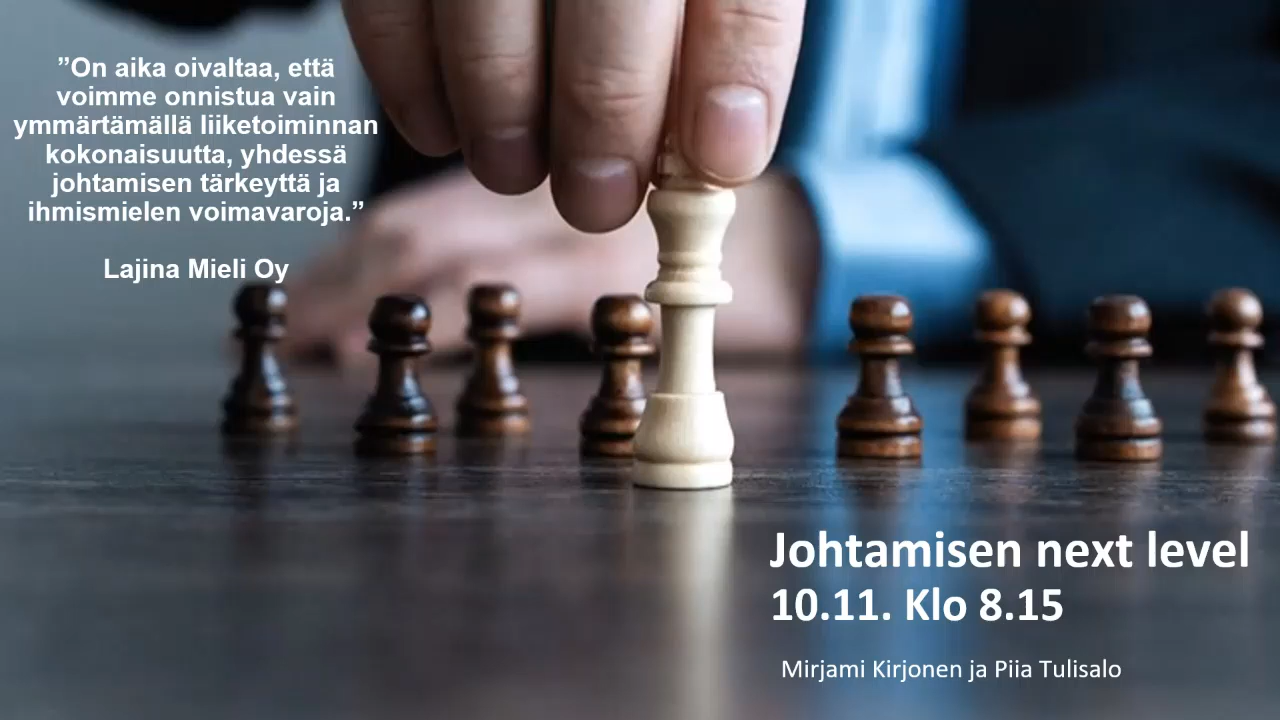 ”On aika oivaltaa, että
voimme onnistua vain
ymmärtämällä liiketoiminnan
kokonaisuutta, yhdessä
johtamisen tärkeyttä ja
ihmismielen voimavaroja.”
Lajina Mieli Oy
Johtamisen next level
10.11. Klo 8.15
Mirjami Kirjonen ja Piia Tulisalo